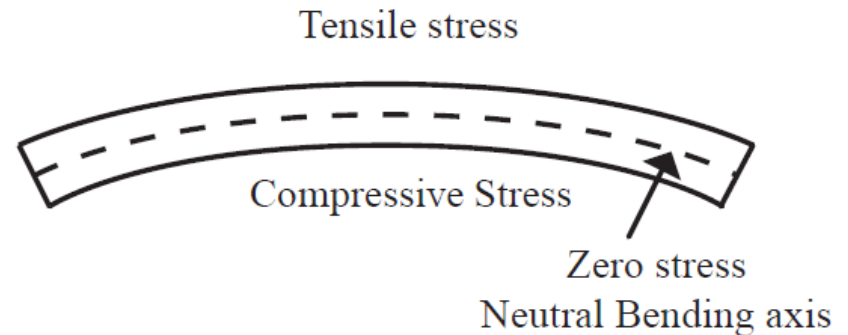 Tensile stress
Compressive Stress
Zero stress
Neutral Bending axis